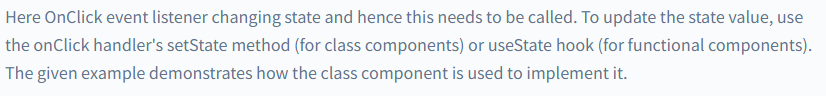 Here OnClick event listener changing state and hence this needs to be called. To update the state value, use
the onClick handler's setState method (for class components) or useState hook (for functional components).
The given example demonstrates how the class component is used to implement it.